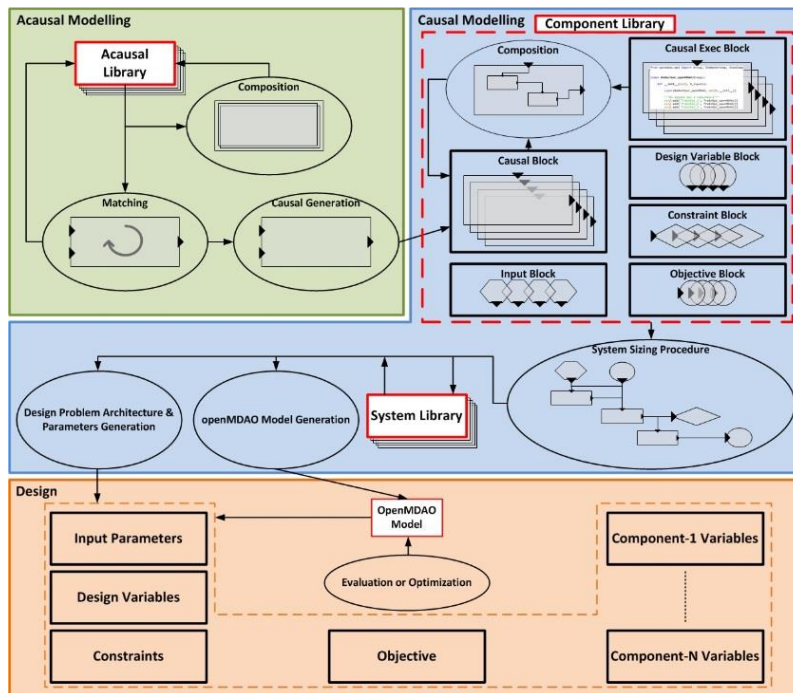 Acausal Modelling
Acausal
Library
Composition
Matching
Causal Generation
Causal Modelling
Component Library
Composition
Causal Exec Block
Causal Block
Design Variable Block
Constraint Block
Input Block
Objective Block
System Sizing Procedure
Design Problem Architecture &
Parameters Generation
openMDAO Model Generation
System Library
Design
OpenMDAO
Model
Input Parameters
Evaluation or Optimization
Component-1 Variables
Design Variables
Constraints
Objective
Component-N Variables